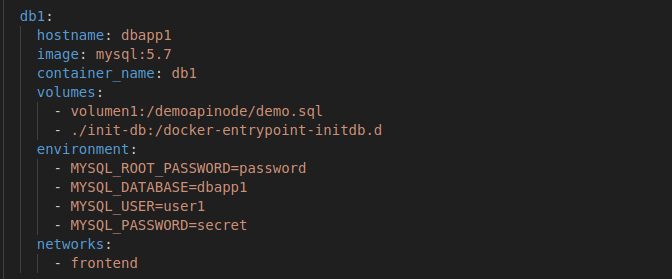 db1:
hostname: dbapp1
image: mysql:5.7
container_name: db1
volumes:
- volumen1:/demoapinode/demo.sql
- ./init-db:/docker-entrypoint-initdb.d
environment:
- MYSQL_ROOT_PASSWORD=password
- MYSQL_DATABASE=dbapp1
- MYSQL_USER=user1
- MYSQL_PASSWORD=secret
networks:
- frontend